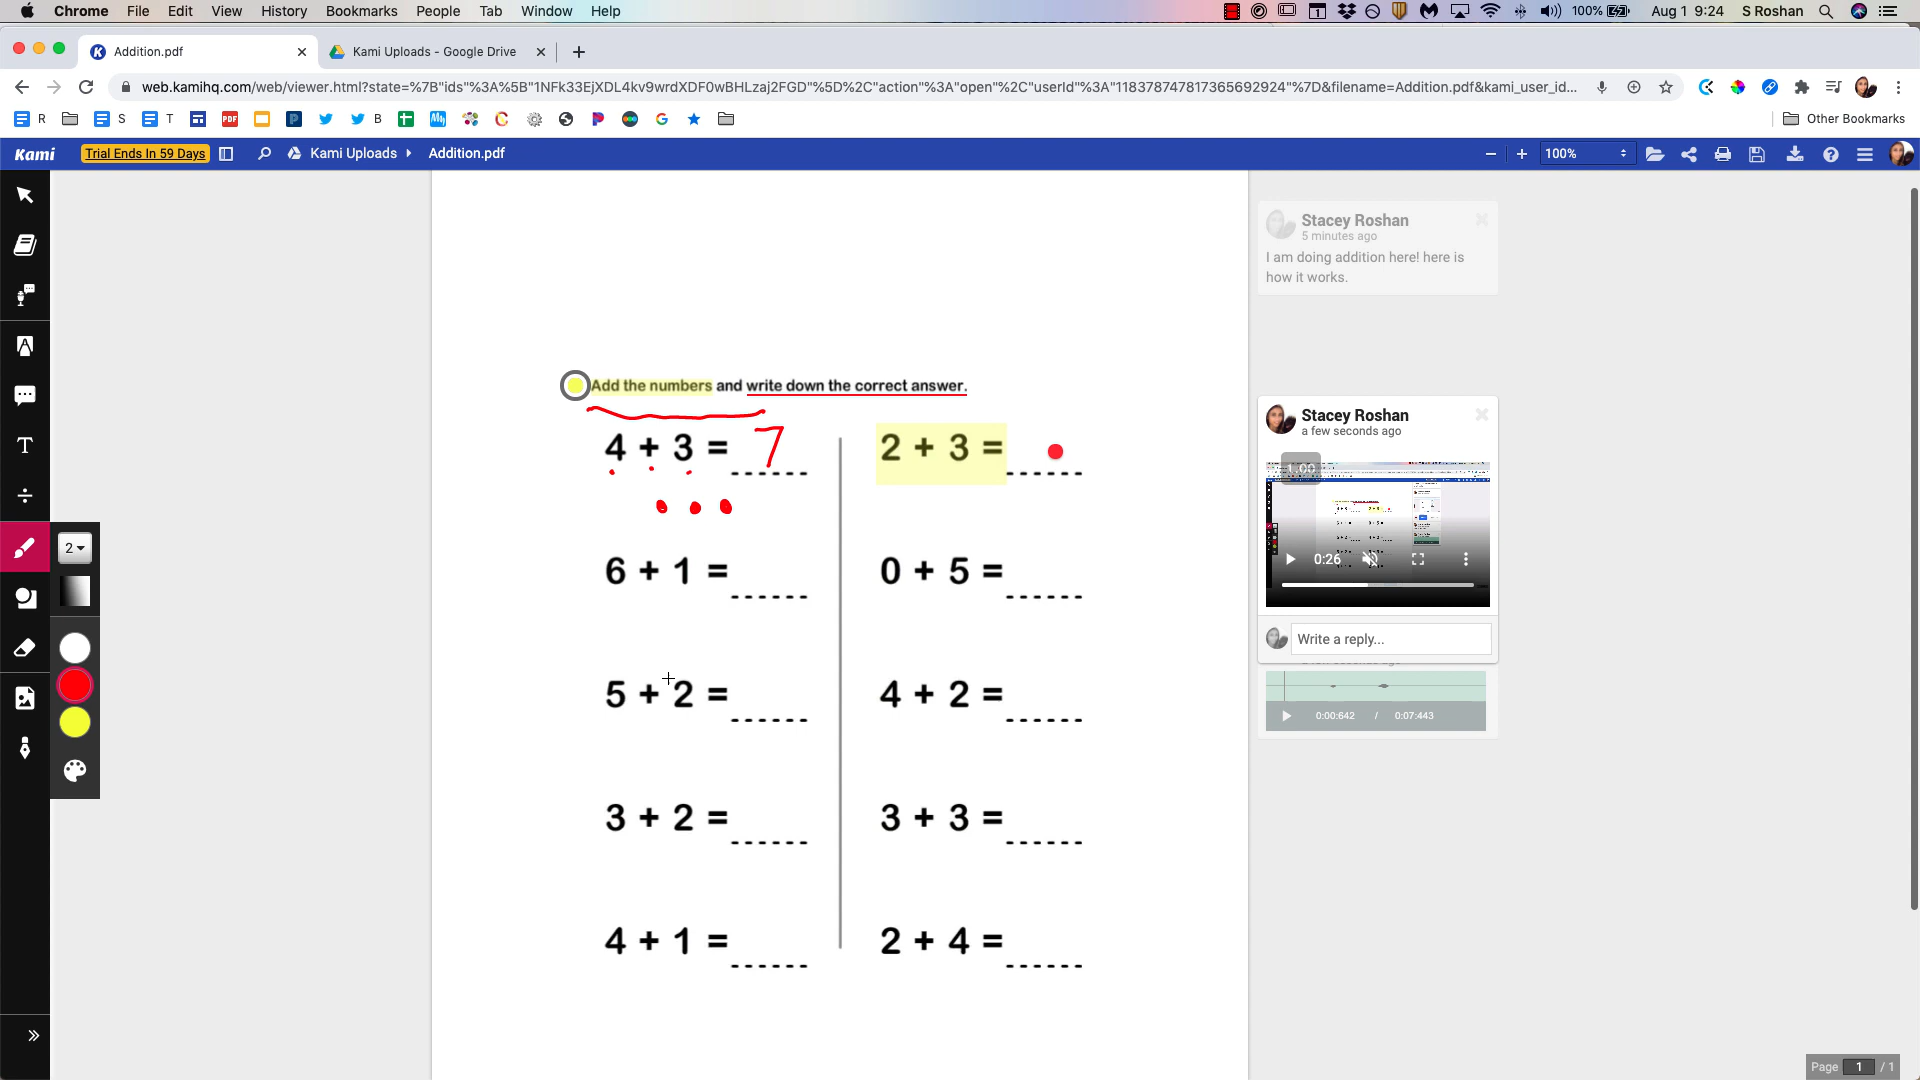 Chrome File Edit View History Bookmarks People Tab Window Help 1 100% Aug 1 9:24 S Roshan
Addition.pdf Kami Uploads - Google Drive
web.kamihq.com/web/viewer.html?state=%7B"ids"%3A%5B"1NFk33EjXDL4kv9wrdXDF0wBHLzaj2FGD"%5D%2C"action"%3A"open"%2C"userId"%3A"118378747817365692924"%7D&filename=Addition.pdf&kami_user_id...
R S T PDF B Other Bookmarks
Kami Trial Ends In 59 Days Kami Uploads Addition.pdf 100%
Stacey Roshan
5 minutes ago
I am doing addition here! here is
how it works.
Add the numbers and write down the correct answer.
4 + 3 = 7
2 + 3 =
6 + 1 =
0 + 5 =
5 + 2 =
4 + 2 =
3 + 2 =
3 + 3 =
4 + 1 =
2 + 4 =
2
Stacey Roshan
a few seconds ago
1.00
0:26
Write a reply...
0:00:642 / 0:07:443
Page 1 / 1